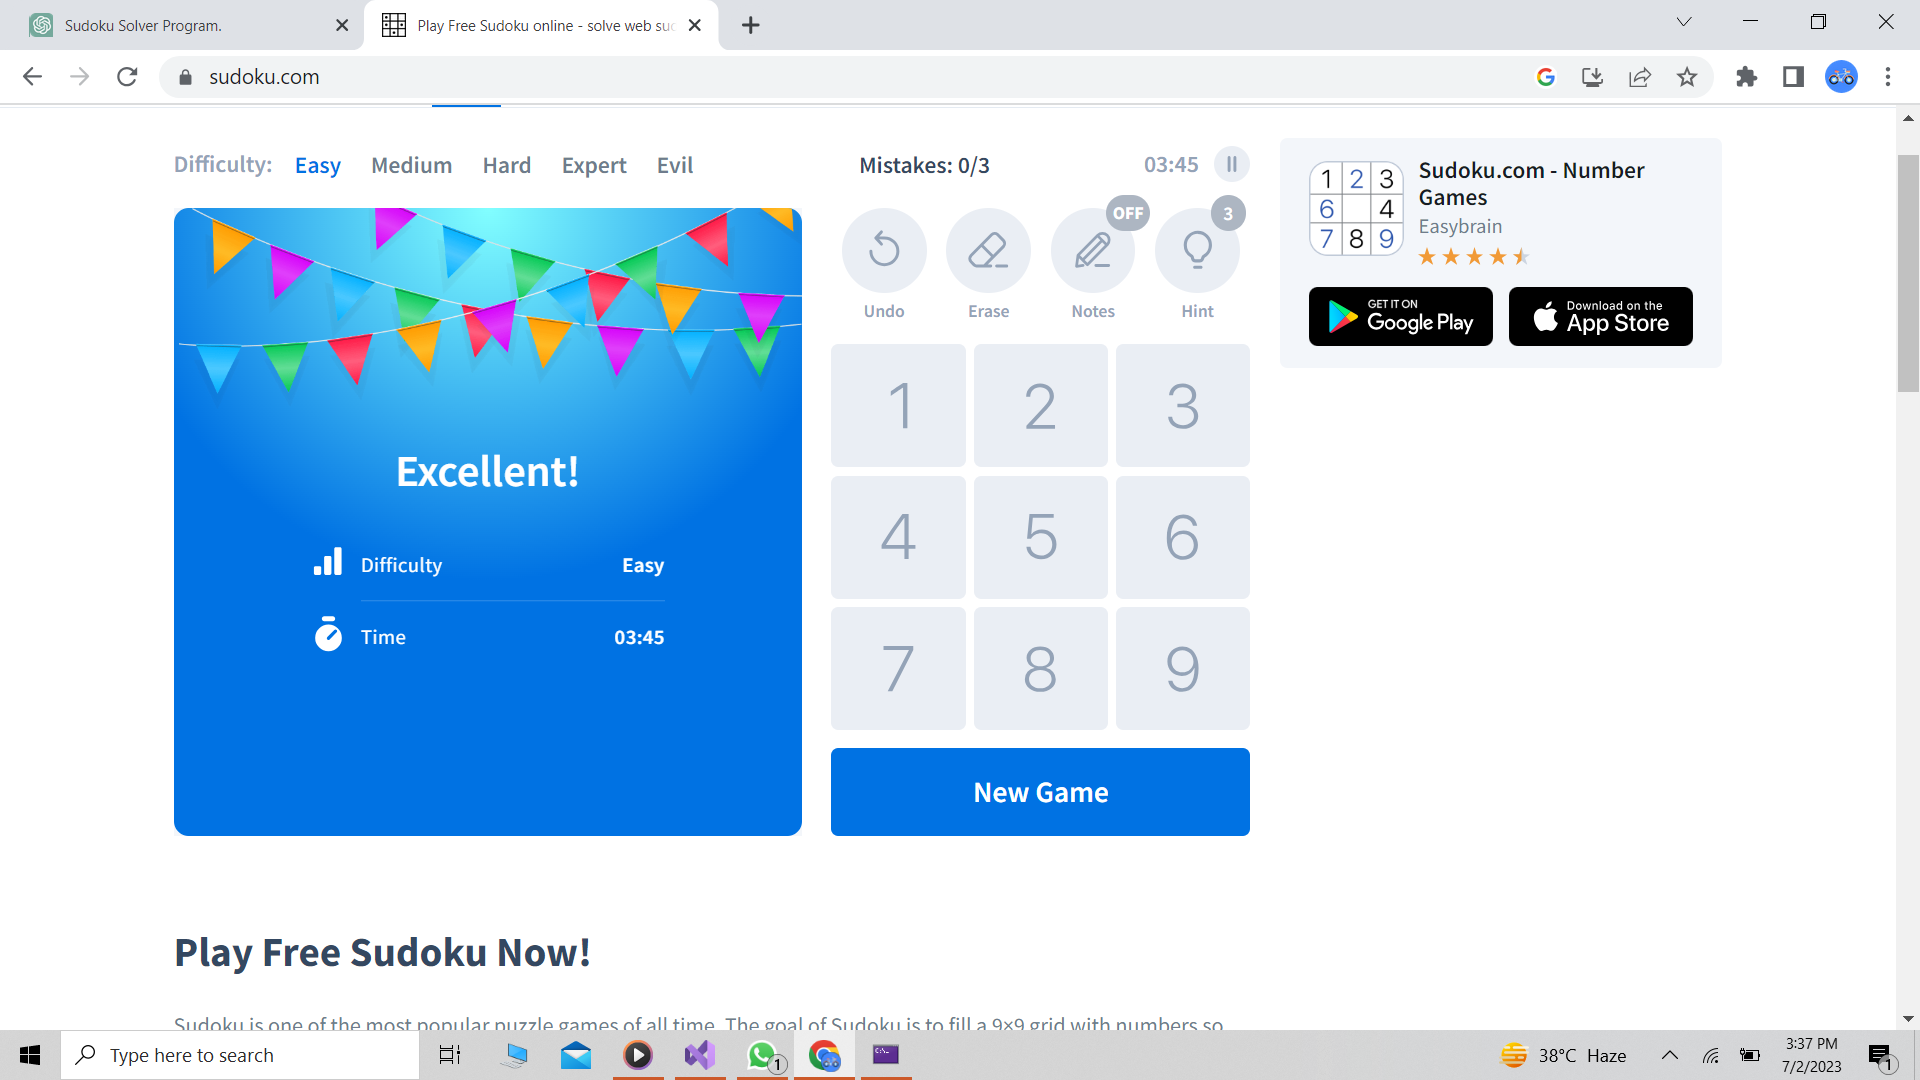 Sudoku Solver Program.
Play Free Sudoku online - solve web su
sudoku.com
Difficulty: Easy Medium Hard Expert Evil
Mistakes: 0/3
03:45
OFF
3
Undo Erase Notes Hint
1 2 3
4 5 6
7 8 9
New Game
Excellent!
Difficulty Easy
Time 03:45
1 2 3
6 4
7 8 9
Sudoku.com - Number
Games
Easybrain
GET IT ON
Google Play
Download on the
App Store
Play Free Sudoku Now!
Sudoku is one of the most popular puzzle games of all time. The goal of Sudoku is to fill a 9×9 grid with numbers so
Type here to search
1
C:\_
38°C Haze
3:37 PM
7/2/2023
1